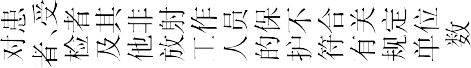 对患
者、受
检者
及其
他非
放射
工作
人员
的保
护不
符合
有关
规定
单位
数